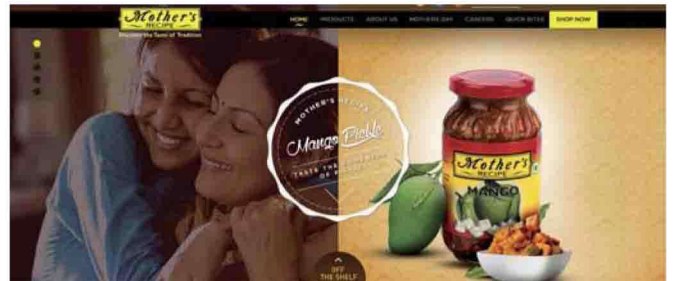 Mother's
RECIPE
Discover the Taste of Tradition
HOME PRODUCTS ABOUT US CAREERS QUICK BITES SHOP NOW
MOTHER'S RECIPE
Mango Pickle
TASTE THE
OF
Mother's
RECIPE
MANGO
OFF
THE SHELF